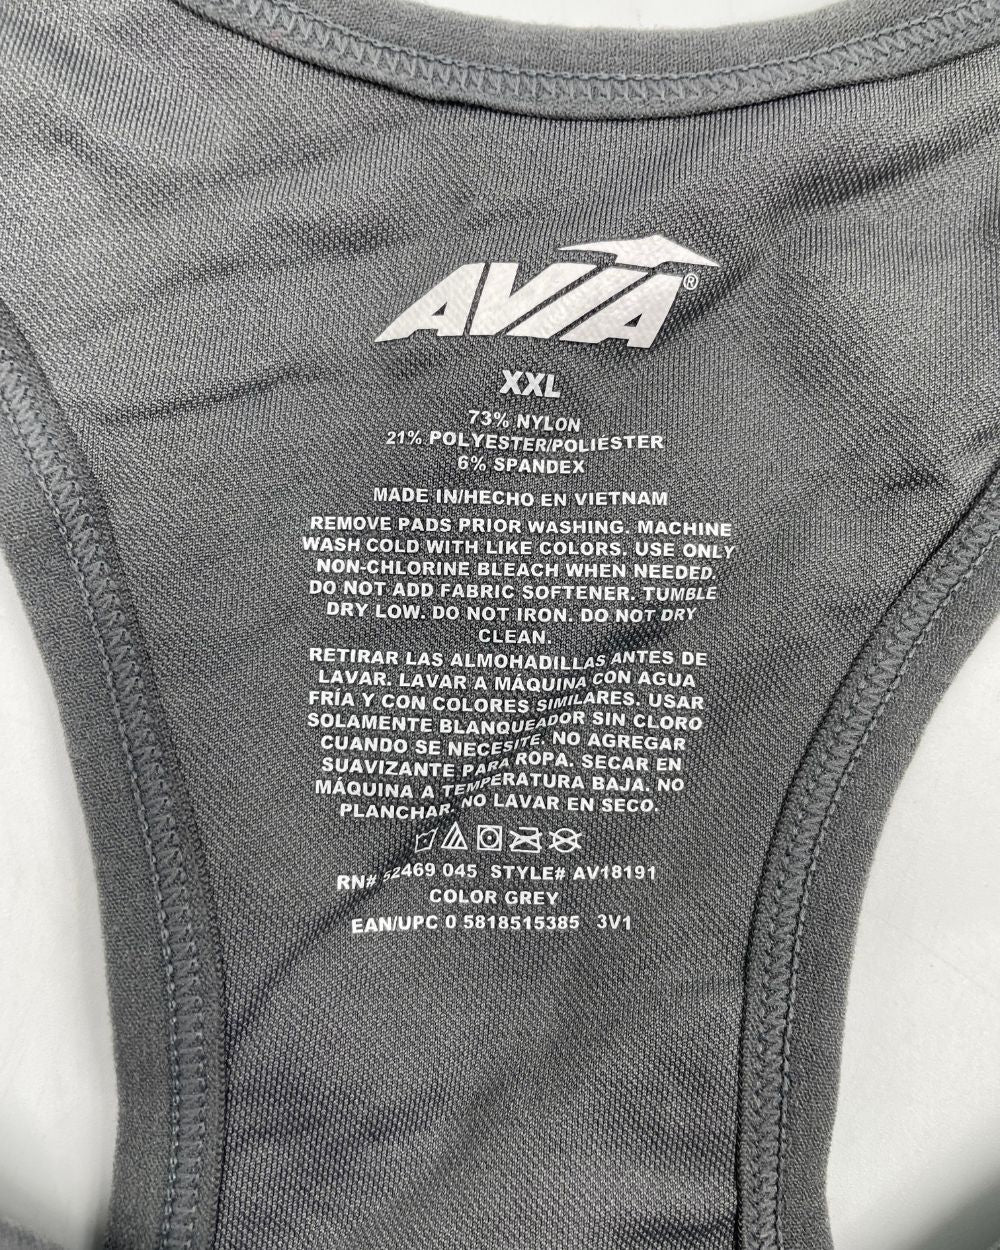 AVIA®
XXL
73% NYLON
21% POLYESTER/POLIÉSTER
6% SPANDEX
MADE IN/HECHO EN VIETNAM
REMOVE PADS PRIOR WASHING. MACHINE
WASH COLD WITH LIKE COLORS. USE ONLY
NON-CHLORINE BLEACH WHEN NEEDED.
DO NOT ADD FABRIC SOFTENER. TUMBLE
DRY LOW. DO NOT IRON. DO NOT DRY
CLEAN.
RETIRAR LAS ALMOHADILLAS ANTES DE
LAVAR. LAVAR A MÁQUINA CON AGUA
FRÍA Y CON COLORES SIMILARES. USAR
SOLAMENTE BLANQUEADOR SIN CLORO
CUANDO SE NECESITE. NO AGREGAR
SUAVIZANTE PARA ROPA. SECAR EN
MÁQUINA A TEMPERATURA BAJA. NO
PLANCHAR. NO LAVAR EN SECO.
RN# 52469 045 STYLE# AV18191
COLOR GREY
EAN/UPC 0 5818515385 3V1